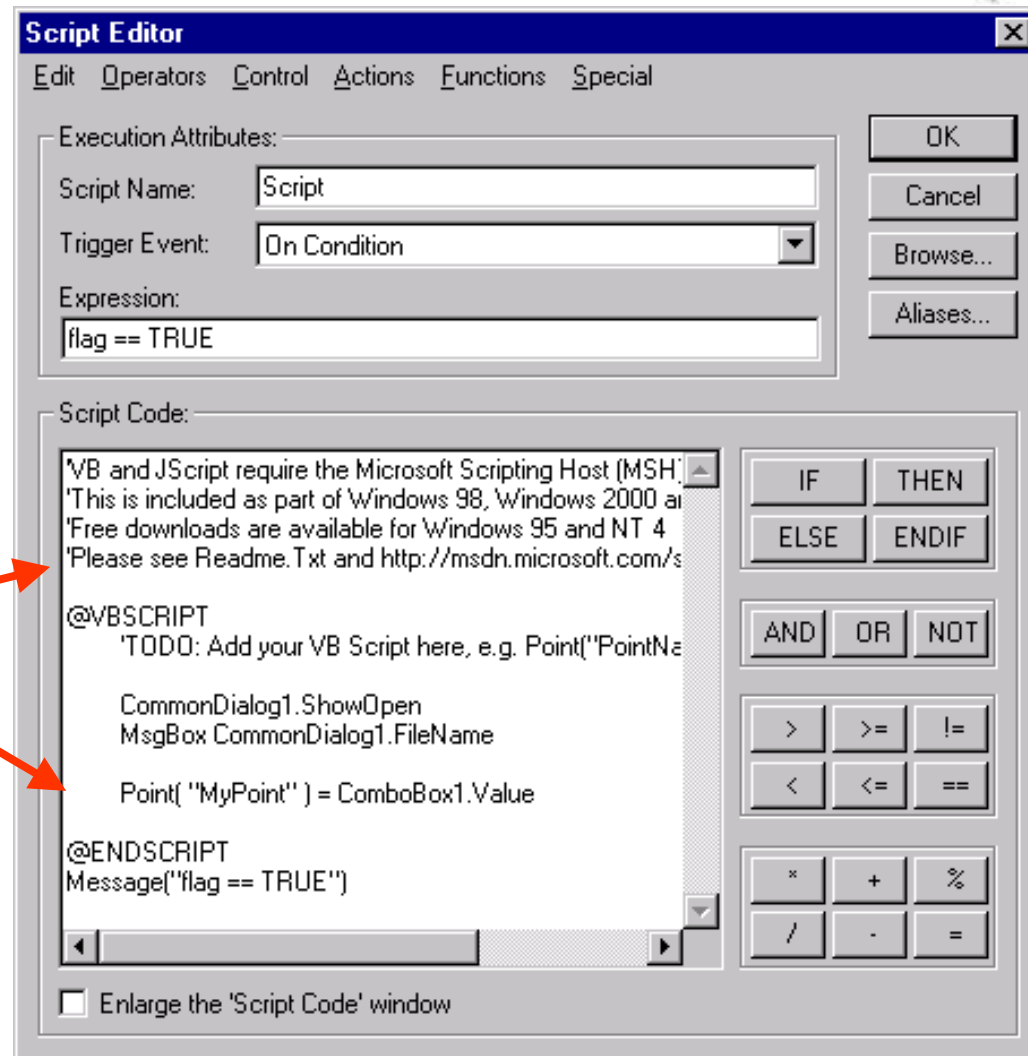 Script Editor
Edit Operators Control Actions Functions Special
Execution Attributes:
OK
Script Name: Script
Cancel
Trigger Event: On Condition
Browse...
Expression:
Aliases...
flag == TRUE
Script Code:
'VB and JScript require the Microsoft Scripting Host (MSH)
'This is included as part of Windows 98, Windows 2000
'Free downloads are available for Windows 95 and NT 4
'Please see Readme.Txt and http://msdn.microsoft.com/s
@VBSCRIPT
'TODO: Add your VB Script here, e.g. Point("PointNa
CommonDialog1.ShowOpen
MsgBox CommonDialog1.FileName
Point( "MyPoint" ) = ComboBox1.Value
@ENDSCRIPT
Message("flag == TRUE")
IF THEN
ELSE ENDIF
AND OR NOT
> >= !=
< <= ==
* + %
/ - =
Enlarge the 'Script Code' window